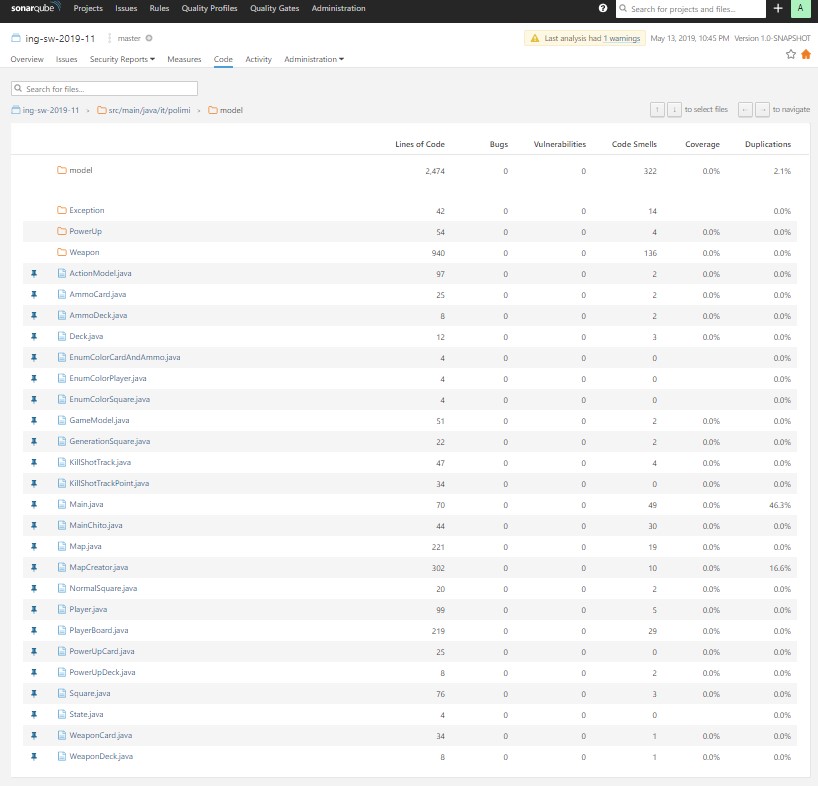 sonarqube Projects Issues Rules Quality Profiles Quality Gates Administration ? Search for projects and files... + A
ing-sw-2019-11 master Last analysis had 1 warnings May 13, 2019, 10:45 PM Version 1.0-SNAPSHOT
Overview Issues Security Reports Measures Code Activity Administration
Search for files...
ing-sw-2019-11 › src/main/java/it/polimi › model ↑ ↓ to select files ← → to navigate
Lines of Code Bugs Vulnerabilities Code Smells Coverage Duplications
model 2,474 0 0 322 0.0% 2.1%
Exception 42 0 0 14 0.0%
PowerUp 54 0 0 4 0.0% 0.0%
Weapon 940 0 0 136 0.0% 0.0%
ActionModel.java 97 0 0 2 0.0% 0.0%
AmmoCard.java 25 0 0 2 0.0% 0.0%
AmmoDeck.java 8 0 0 2 0.0% 0.0%
Deck.java 12 0 0 3 0.0% 0.0%
EnumColorCardAndAmmo.java 4 0 0 0 0.0%
EnumColorPlayer.java 4 0 0 0 0.0%
EnumColorSquare.java 4 0 0 0 0.0%
GameModel.java 51 0 0 2 0.0% 0.0%
GenerationSquare.java 22 0 0 2 0.0% 0.0%
KillShotTrack.java 47 0 0 4 0.0% 0.0%
KillShotTrackPoint.java 34 0 0 0 0.0% 0.0%
Main.java 70 0 0 49 0.0% 46.3%
MainChito.java 44 0 0 30 0.0% 0.0%
Map.java 221 0 0 19 0.0% 0.0%
MapCreator.java 302 0 0 10 0.0% 16.6%
NormalSquare.java 20 0 0 2 0.0% 0.0%
Player.java 99 0 0 5 0.0% 0.0%
PlayerBoard.java 219 0 0 29 0.0% 0.0%
PowerUpCard.java 25 0 0 0 0.0% 0.0%
PowerUpDeck.java 8 0 0 2 0.0% 0.0%
Square.java 76 0 0 3 0.0% 0.0%
State.java 4 0 0 0 0.0%
WeaponCard.java 34 0 0 1 0.0% 0.0%
WeaponDeck.java 8 0 0 1 0.0% 0.0%